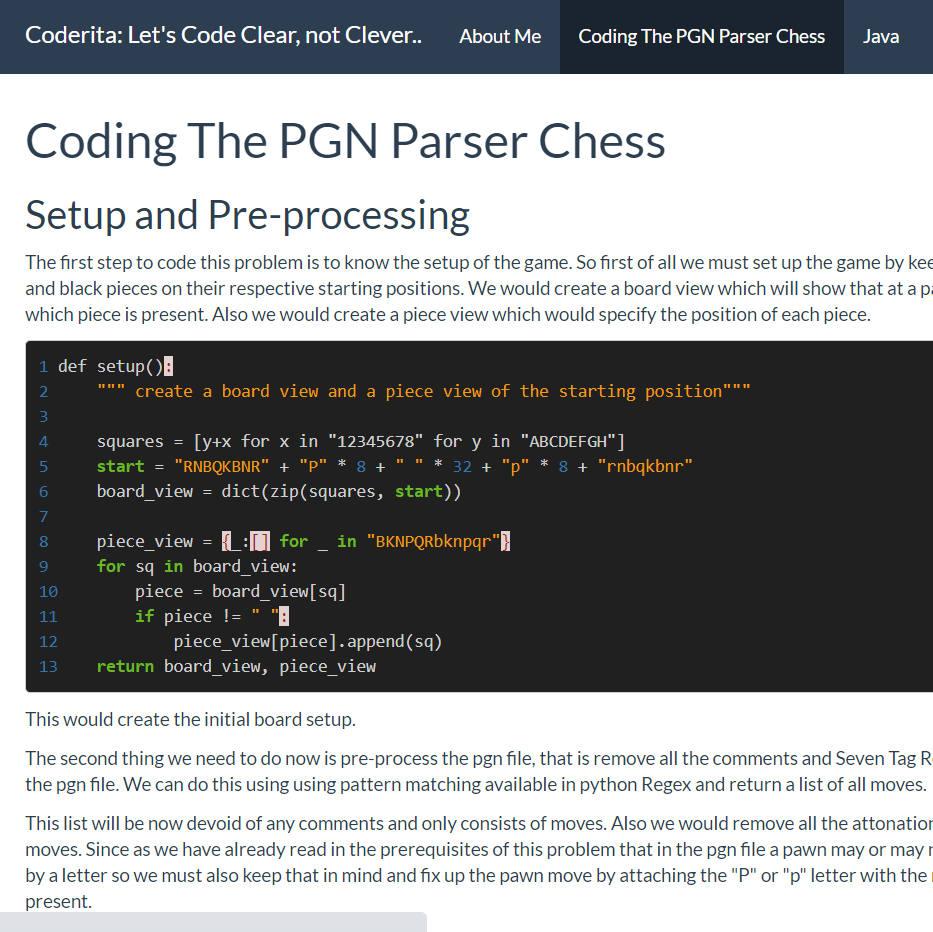 Coderita: Let's Code Clear, not Clever.. About Me Coding The PGN Parser Chess Java
Coding The PGN Parser Chess
Setup and Pre-processing
The first step to code this problem is to know the setup of the game. So first of all we must set up the game by kee
and black pieces on their respective starting positions. We would create a board view which will show that at a pa
which piece is present. Also we would create a piece view which would specify the position of each piece.
1 def setup():
2     """ create a board view and a piece view of the starting position"""
3
4     squares = [y+x for x in "12345678" for y in "ABCDEFGH"]
5     start = "RNBQKBNR" + "P" * 8 + " " * 32 + "p" * 8 + "rnbqkbnr"
6     board_view = dict(zip(squares, start))
7
8     piece_view = {_:[] for _ in "BKNPQRbknpqr"}
9     for sq in board_view:
10         piece = board_view[sq]
11         if piece != " ":
12             piece_view[piece].append(sq)
13     return board_view, piece_view
This would create the initial board setup.
The second thing we need to do now is pre-process the pgn file, that is remove all the comments and Seven Tag R
the pgn file. We can do this using using pattern matching available in python Regex and return a list of all moves.
This list will be now devoid of any comments and only consists of moves. Also we would remove all the attonation
moves. Since as we have already read in the prerequisites of this problem that in the pgn file a pawn may or may
by a letter so we must also keep that in mind and fix up the pawn move by attaching the "P" or "p" letter with the
present.